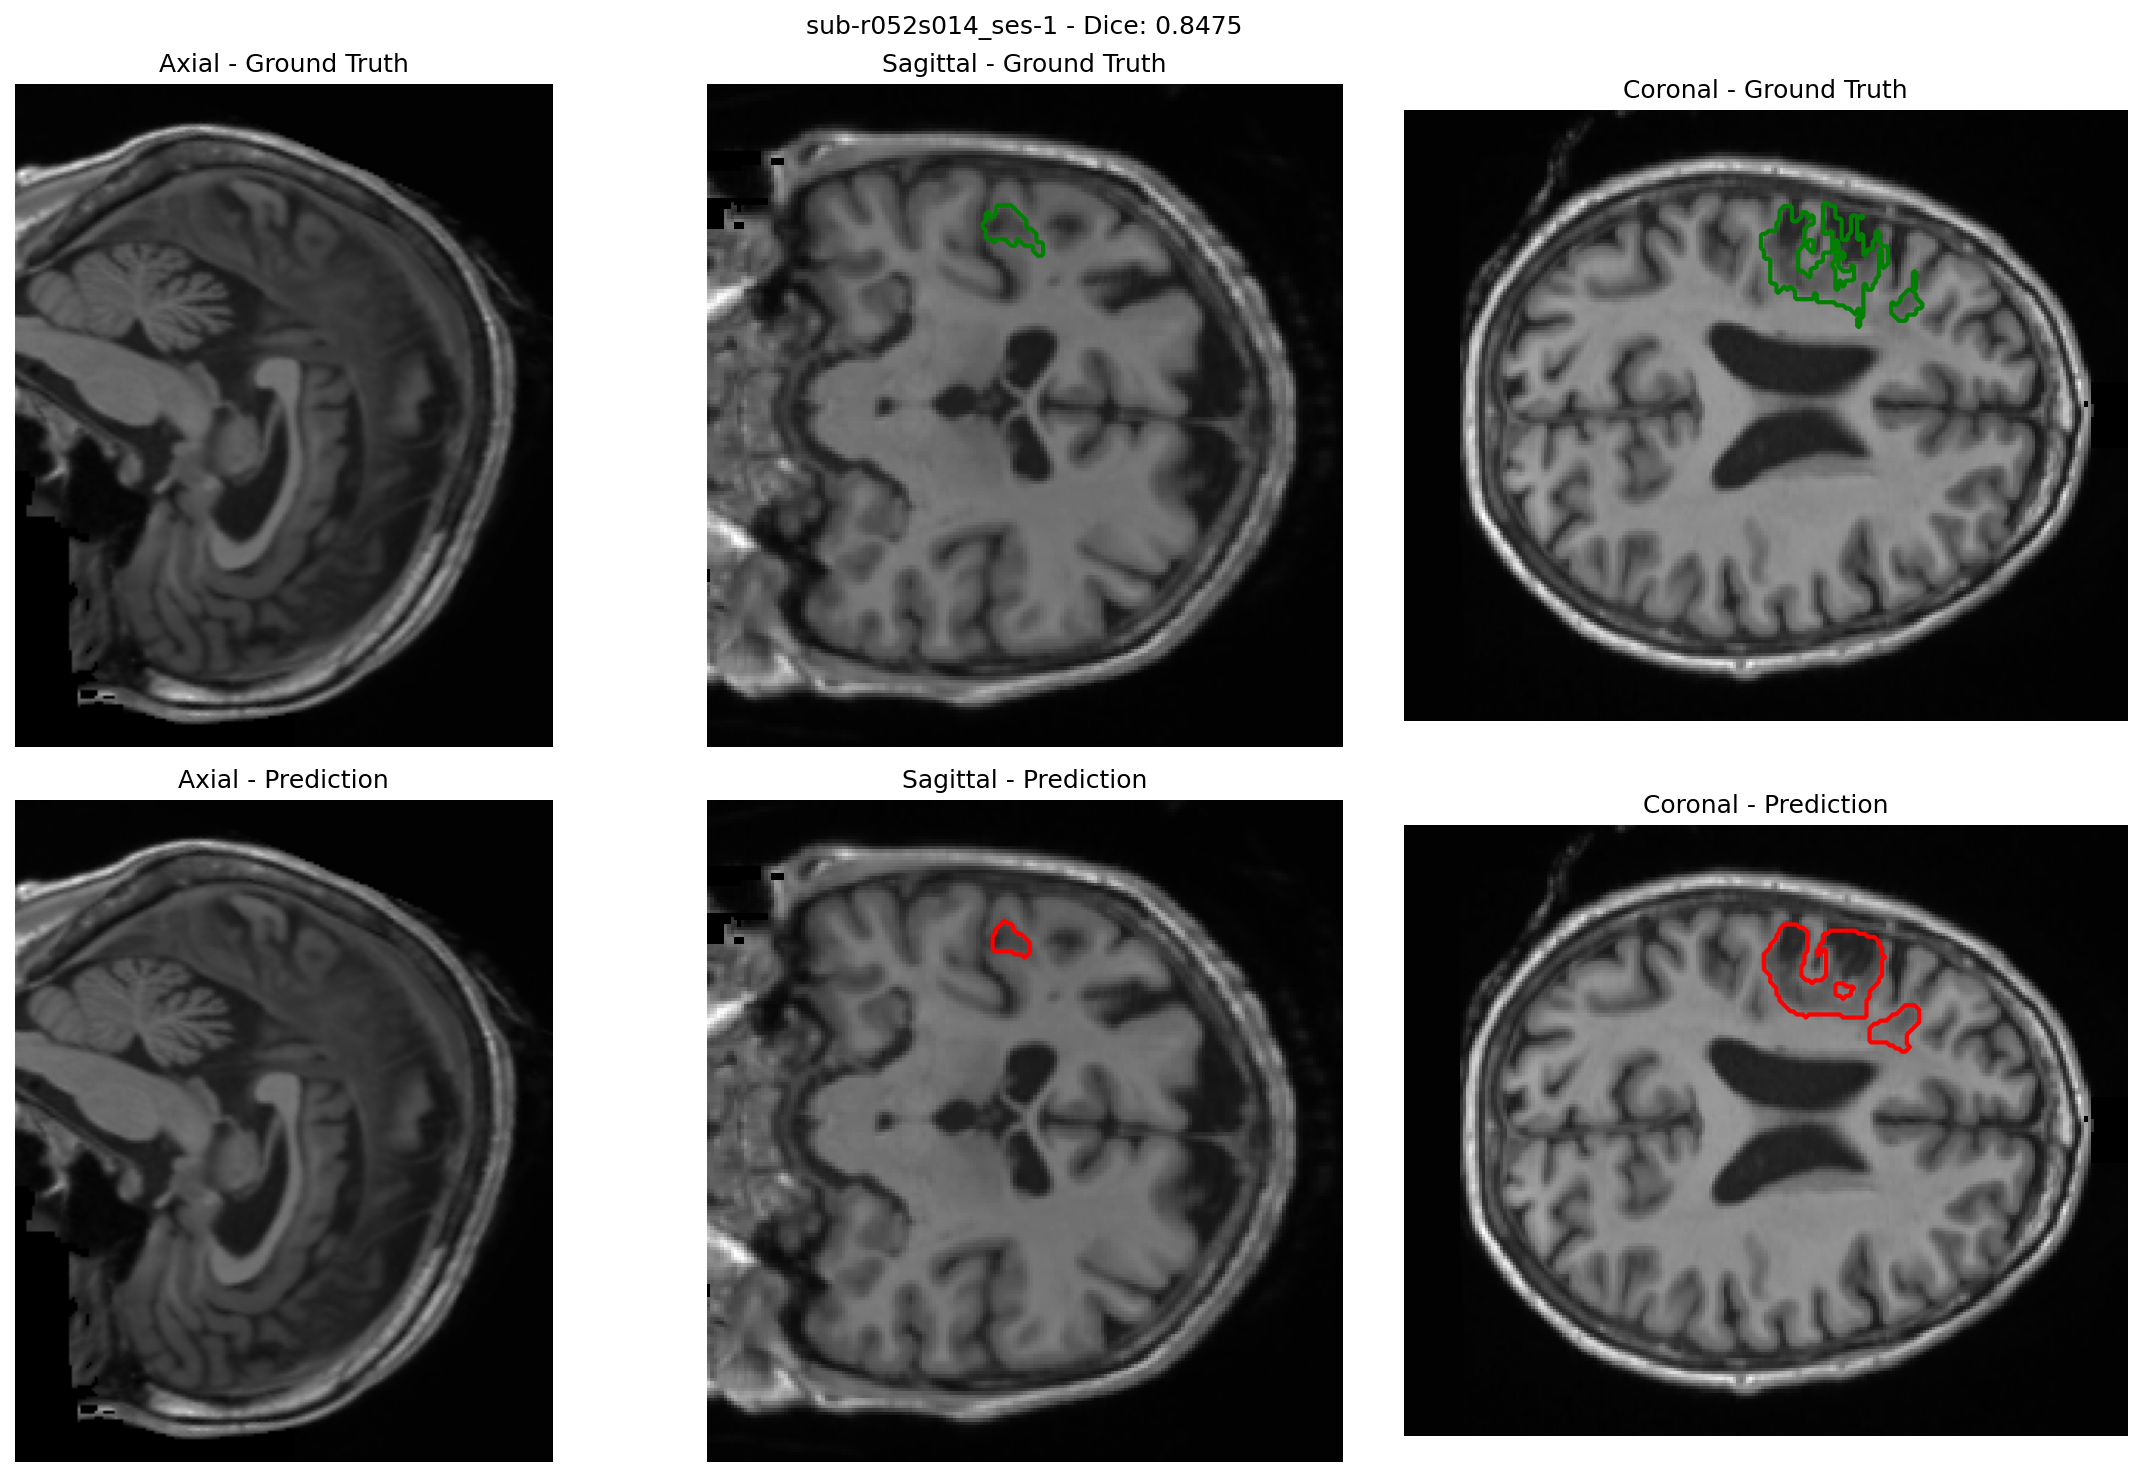 sub-r052s014_ses-1 - Dice: 0.8475
Axial - Ground Truth
Sagittal - Ground Truth
Coronal - Ground Truth
Axial - Prediction
Sagittal - Prediction
Coronal - Prediction